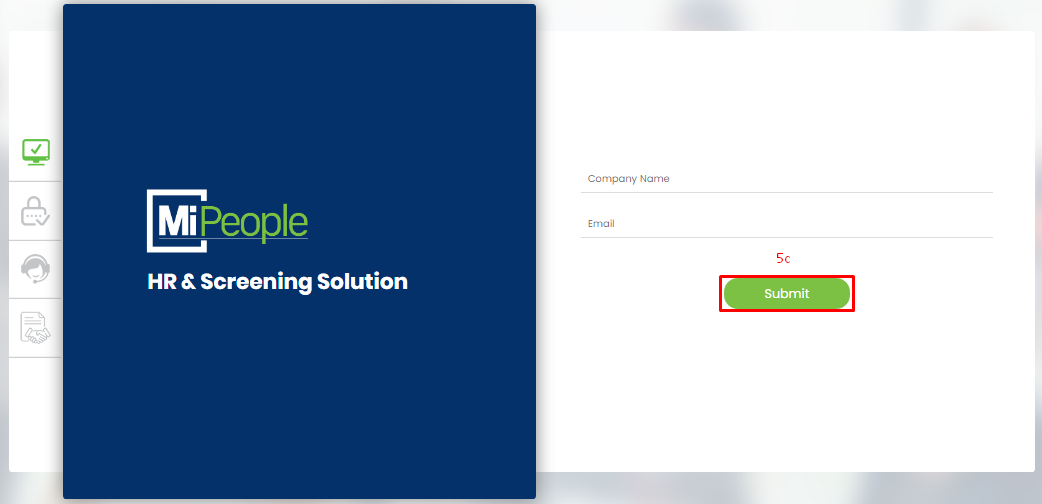 MiPeople
HR & Screening Solution
Company Name
Email
5c
Submit